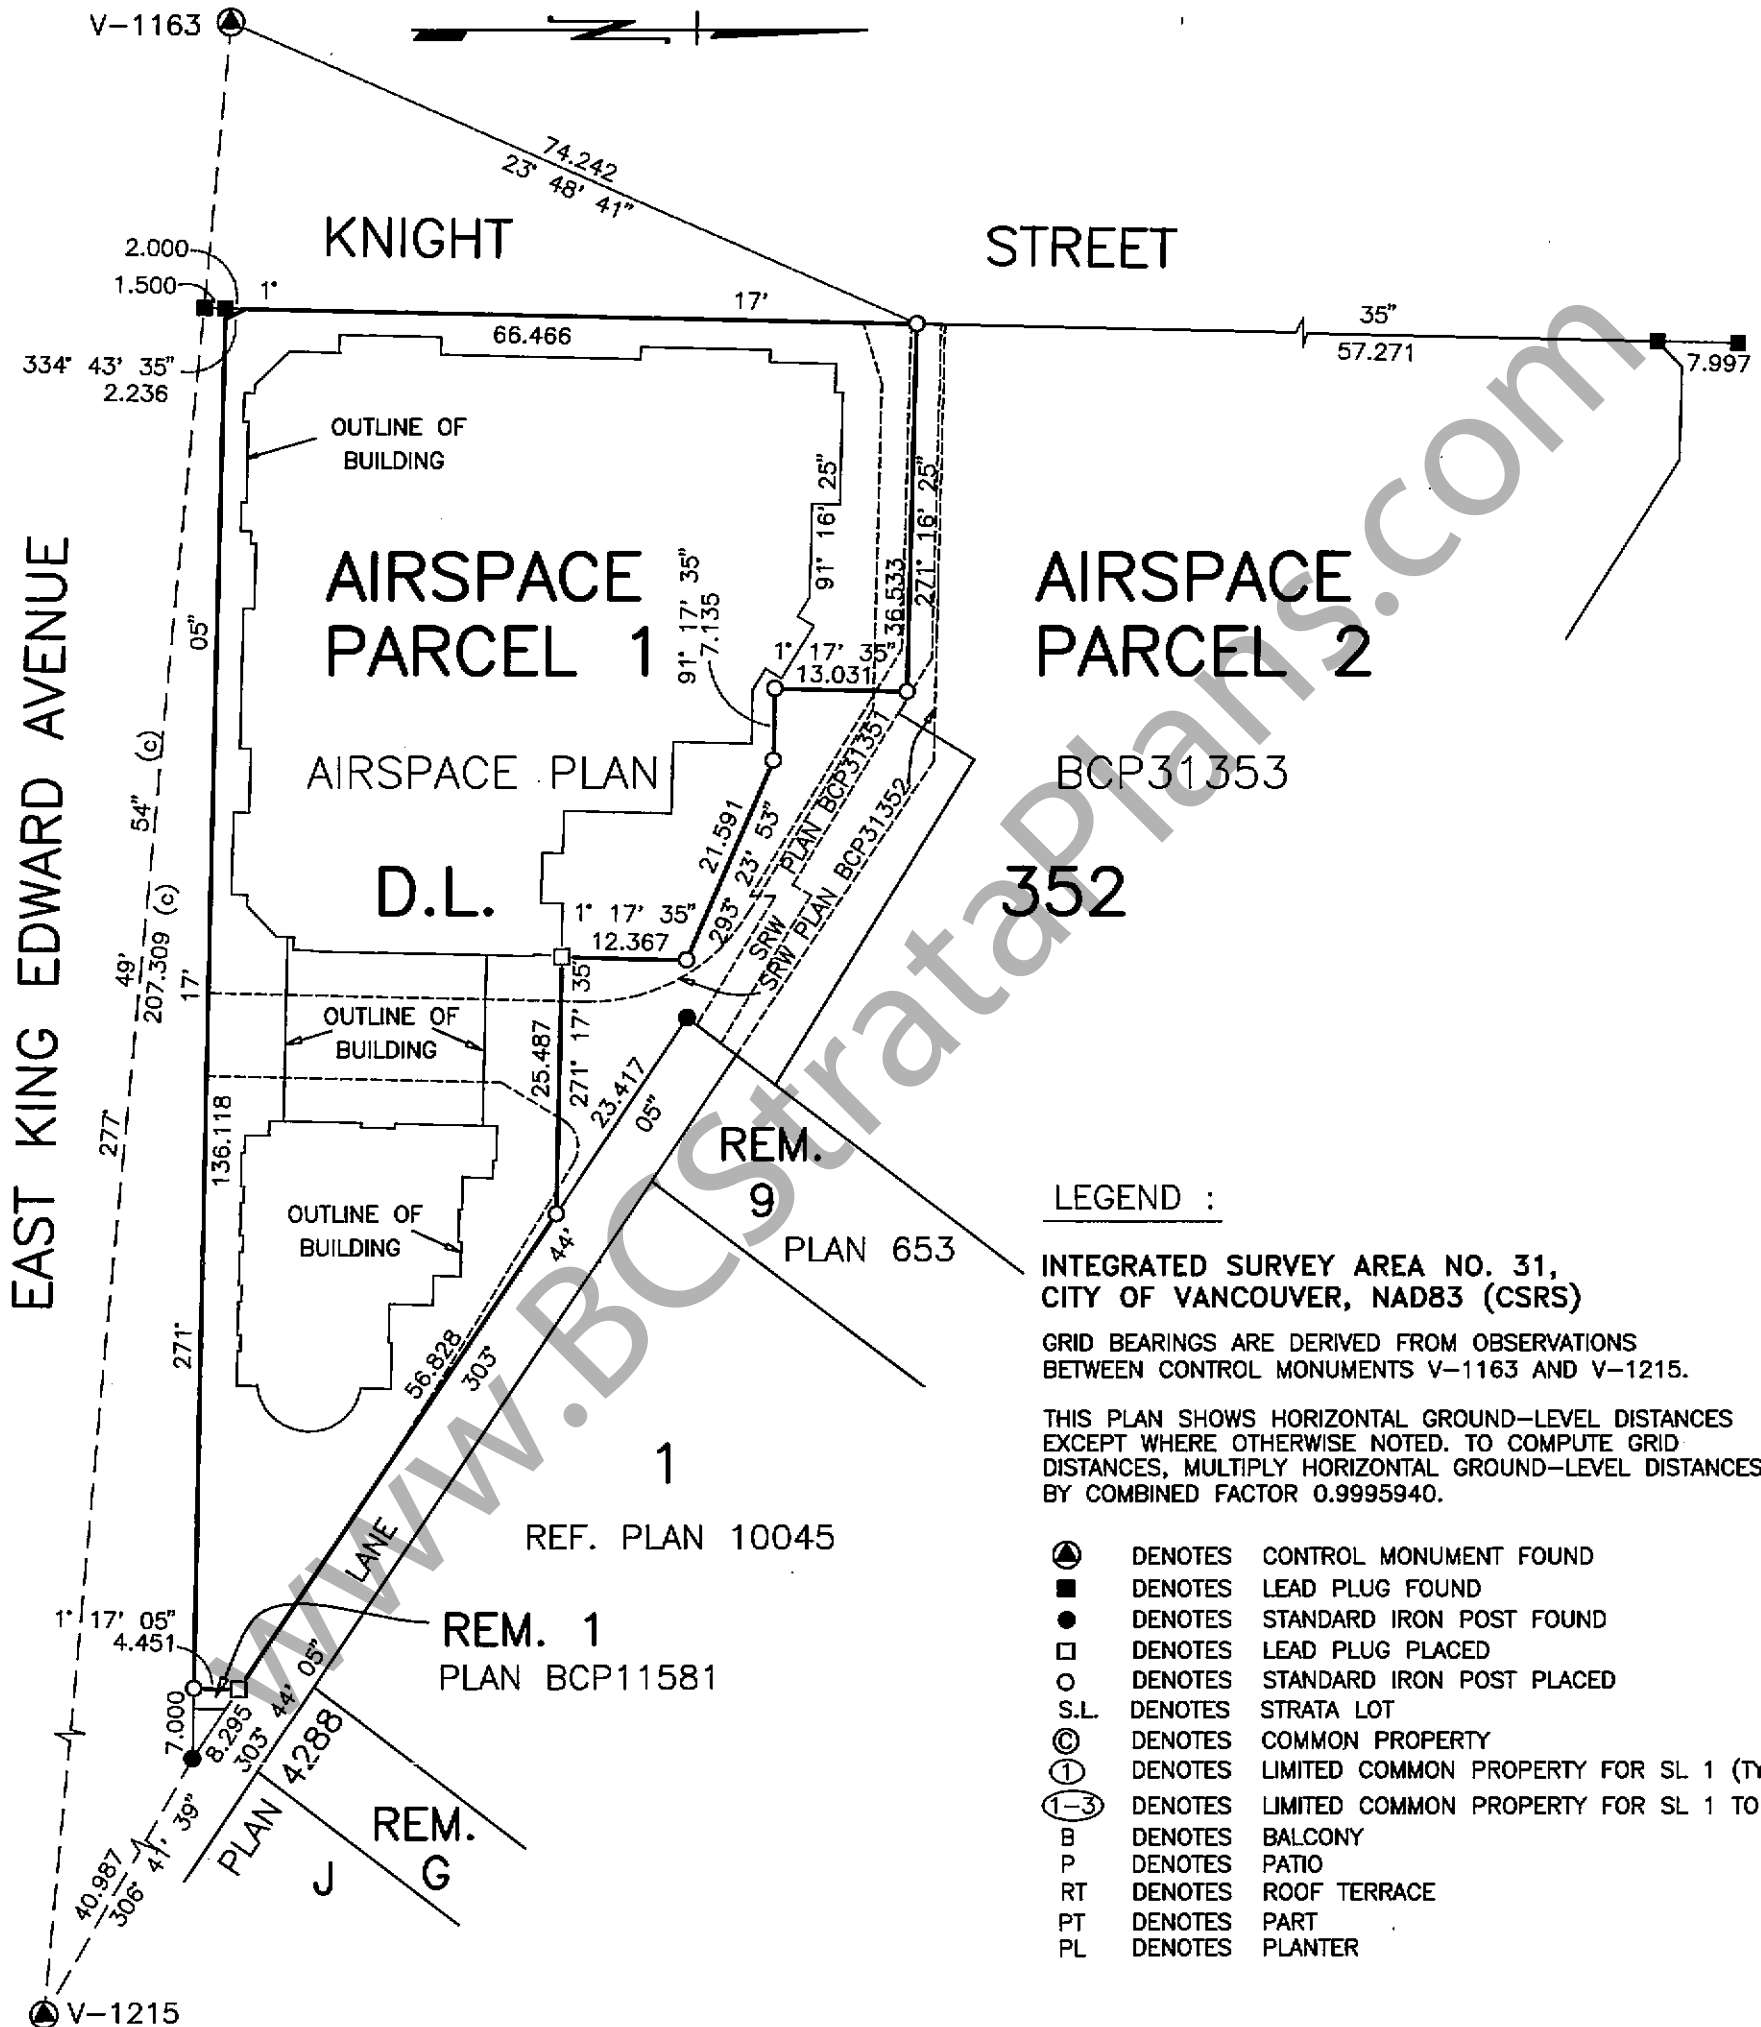 V-1163
74.242
23° 48' 41"
KNIGHT STREET
2.000
1.500
1° 17' 35"
66.466
57.271
7.997
334° 43' 35"
2.236
OUTLINE OF
BUILDING
EAST KING EDWARD AVENUE
AIRSPACE
PARCEL 1
AIRSPACE
PARCEL 2
91° 16' 25"
271° 16' 25"
36.533
91° 17' 35"
7.135
1° 17' 35"
13.031
AIRSPACE PLAN BCP31353
D.L. 352
21.591
293° 23' 53"
SRW PLAN BCP31351
SRW PLAN BCP31352
1° 17' 35"
12.367
277° 49' 54" (c)
207.309 (c)
271° 17' 05"
136.118
OUTLINE OF
BUILDING
25.487
271° 17' 35"
23.417
303° 44' 05"
56.828
REM.
9
PLAN 653
OUTLINE OF
BUILDING
1
REF. PLAN 10045
LANE
REM. 1
PLAN BCP11581
1° 17' 05"
4.451
7.000
8.295
303° 44' 05"
PLAN 4288
REM.
G
J
40.987
306° 41' 39"
V-1215
LEGEND :
INTEGRATED SURVEY AREA NO. 31,
CITY OF VANCOUVER, NAD83 (CSRS)
GRID BEARINGS ARE DERIVED FROM OBSERVATIONS
BETWEEN CONTROL MONUMENTS V-1163 AND V-1215.
THIS PLAN SHOWS HORIZONTAL GROUND-LEVEL DISTANCES
EXCEPT WHERE OTHERWISE NOTED. TO COMPUTE GRID
DISTANCES, MULTIPLY HORIZONTAL GROUND-LEVEL DISTANCES
BY COMBINED FACTOR 0.9995940.
DENOTES CONTROL MONUMENT FOUND
DENOTES LEAD PLUG FOUND
DENOTES STANDARD IRON POST FOUND
DENOTES LEAD PLUG PLACED
DENOTES STANDARD IRON POST PLACED
S.L. DENOTES STRATA LOT
© DENOTES COMMON PROPERTY
1 DENOTES LIMITED COMMON PROPERTY FOR SL 1 (TY
1-3 DENOTES LIMITED COMMON PROPERTY FOR SL 1 TO
B DENOTES BALCONY
P DENOTES PATIO
RT DENOTES ROOF TERRACE
PT DENOTES PART
PL DENOTES PLANTER
www.BCStrataPlans.com